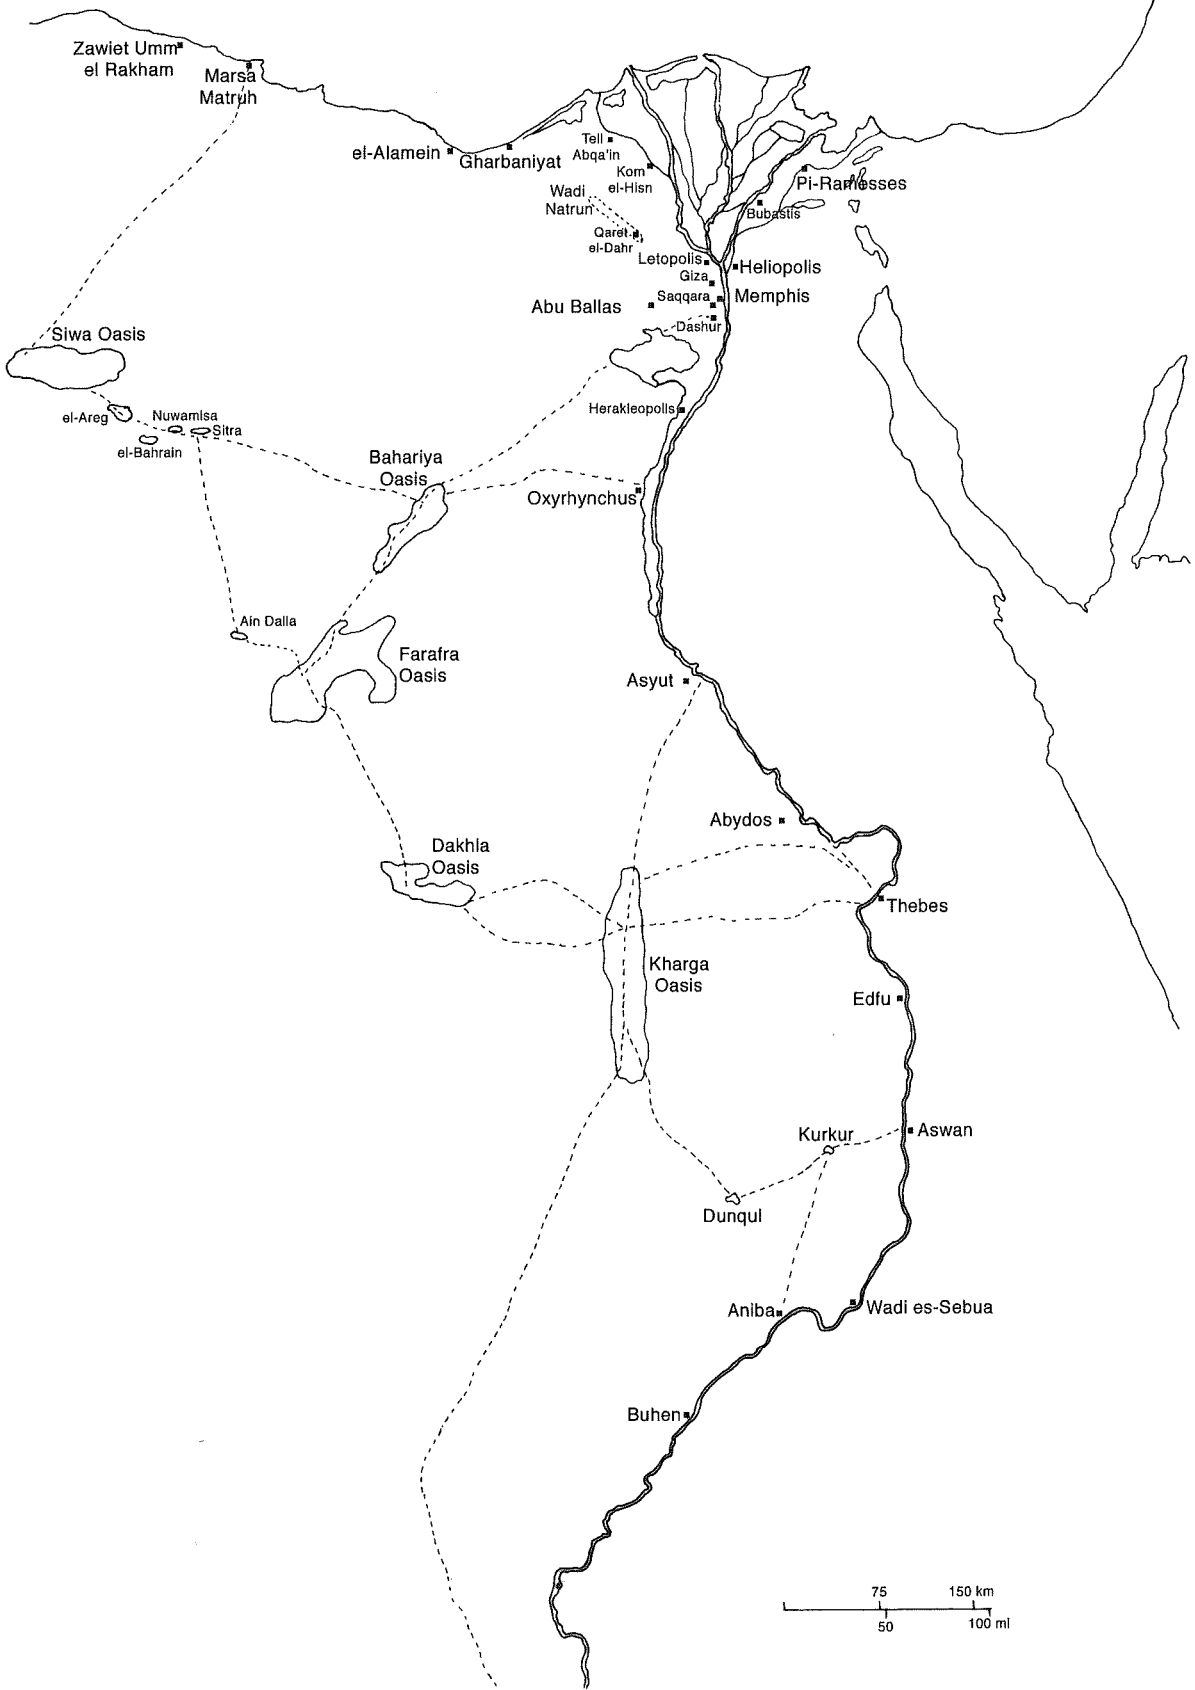 Zawiet Umm
el Rakham
Marsa
Matruh
el-Alamein
Gharbaniyat
Tell
Abqa'in
Kom
el-Hisn
Wadi
Natrun
Qaret
el-Dahr
Pi-Ramesses
Bubastis
Letopolis
Heliopolis
Giza
Saqqara
Memphis
Abu Ballas
Dashur
Siwa Oasis
el-Areg
Nuwamisa
Sitra
el-Bahrain
Herakleopolis
Bahariya
Oasis
Oxyrhynchus
Ain Dalla
Farafra
Oasis
Asyut
Abydos
Dakhla
Oasis
Thebes
Kharga
Oasis
Edfu
Kurkur
Aswan
Dunqul
Aniba
Wadi es-Sebua
Buhen
75 150 km
50 100 ml